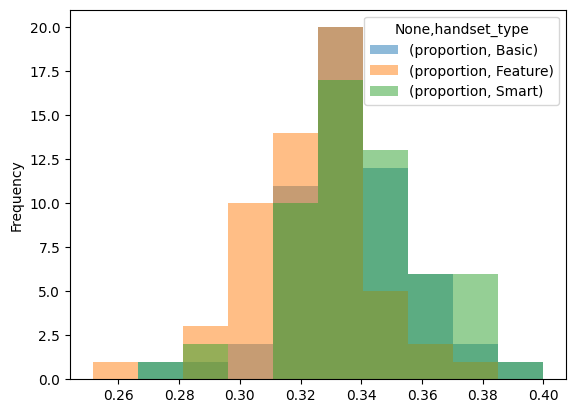 None,handset_type
(proportion, Basic)
(proportion, Feature)
(proportion, Smart)
Frequency
20.0
17.5
15.0
12.5
10.0
7.5
5.0
2.5
0.0
0.26 0.28 0.30 0.32 0.34 0.36 0.38 0.40